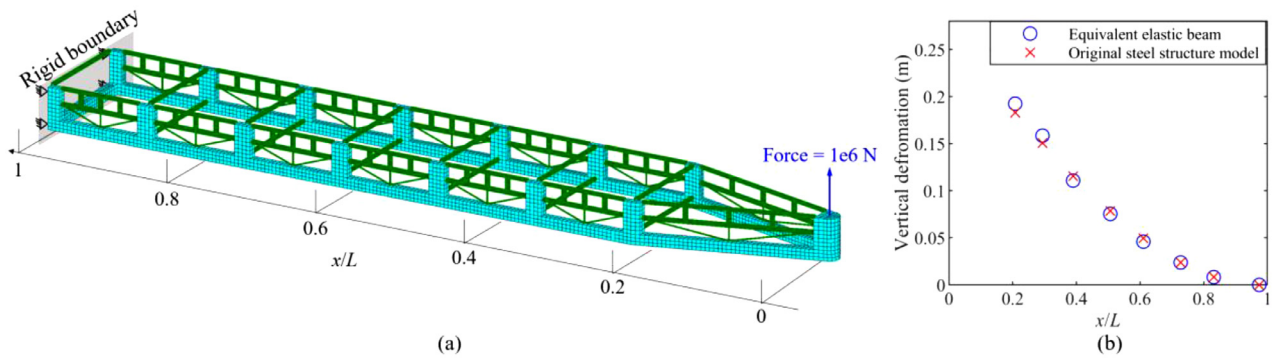 Rigid boundary
Force = 1e6 N
1
0.8
0.6
0.4
0.2
0
x/L
(a)
Equivalent elastic beam
Original steel structure model
Vertical defromation (m)
0.25
0.2
0.15
0.1
0.05
0
0
0.2
0.4
0.6
0.8
1
x/L
(b)